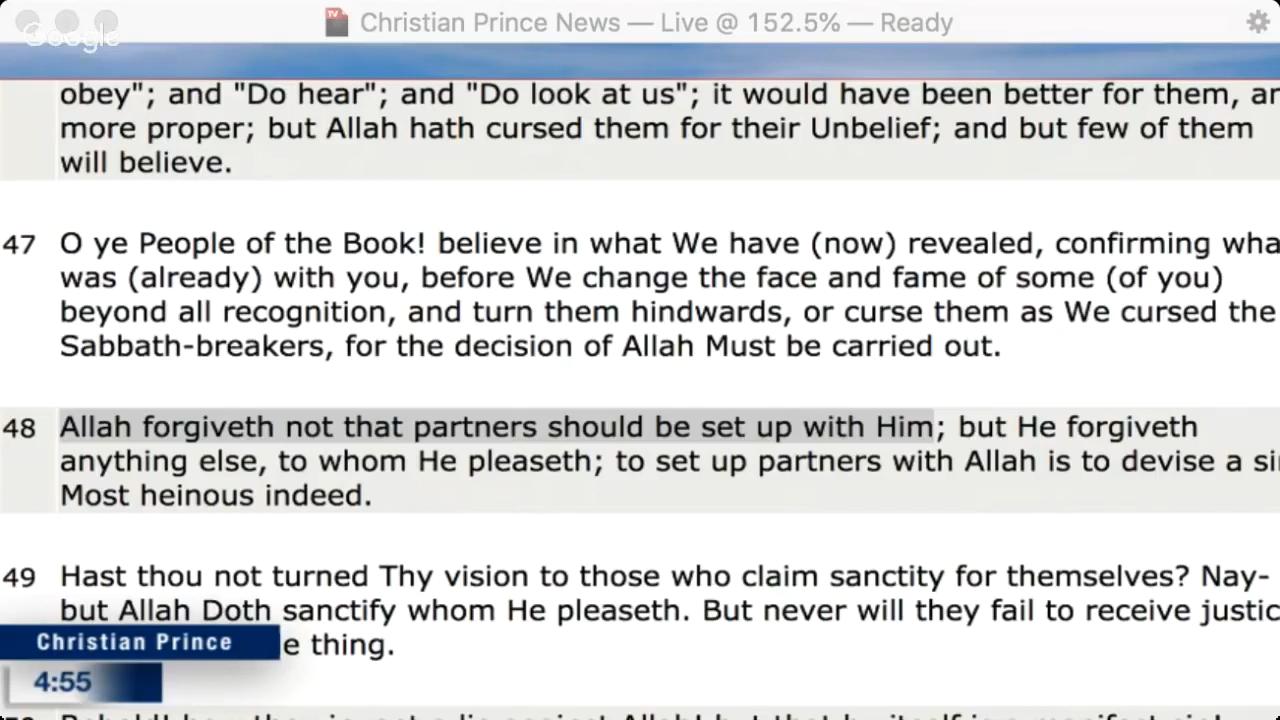 Christian Prince News — Live @ 152.5% — Ready
Google
obey"; and "Do hear"; and "Do look at us"; it would have been better for them,
more proper; but Allah hath cursed them for their Unbelief; and but few of them
will believe.
47 O ye People of the Book! believe in what We have (now) revealed, confirming
was (already) with you, before We change the face and fame of some (of you)
beyond all recognition, and turn them hindwards, or curse them as We cursed the
Sabbath-breakers, for the decision of Allah Must be carried out.
48 Allah forgiveth not that partners should be set up with Him; but He forgiveth
anything else, to whom He pleaseth; to set up partners with Allah is to devise a
Most heinous indeed.
49 Hast thou not turned Thy vision to those who claim sanctity for themselves? Nay-
but Allah Doth sanctify whom He pleaseth. But never will they fail to receive
e thing.
Christian Prince
4:55